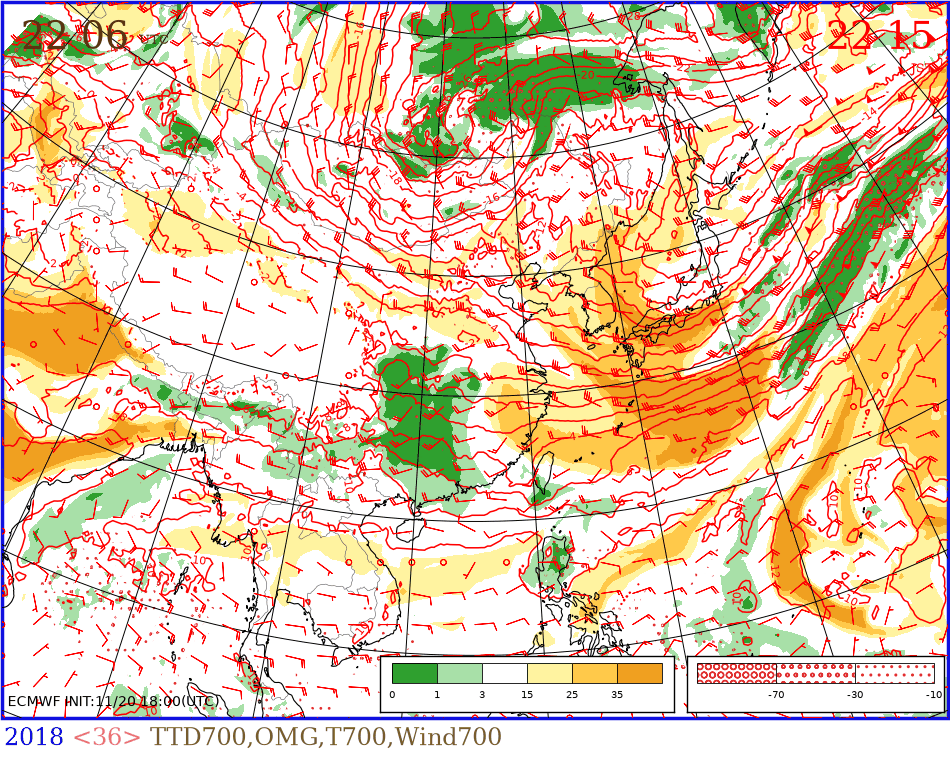 22 06 22 15
0 1 3 15 25 35
-70 -30 -10
ECMWF INIT:11/20 18:00(UTC)
2018 <36> TTD700,OMG,T700,Wind700